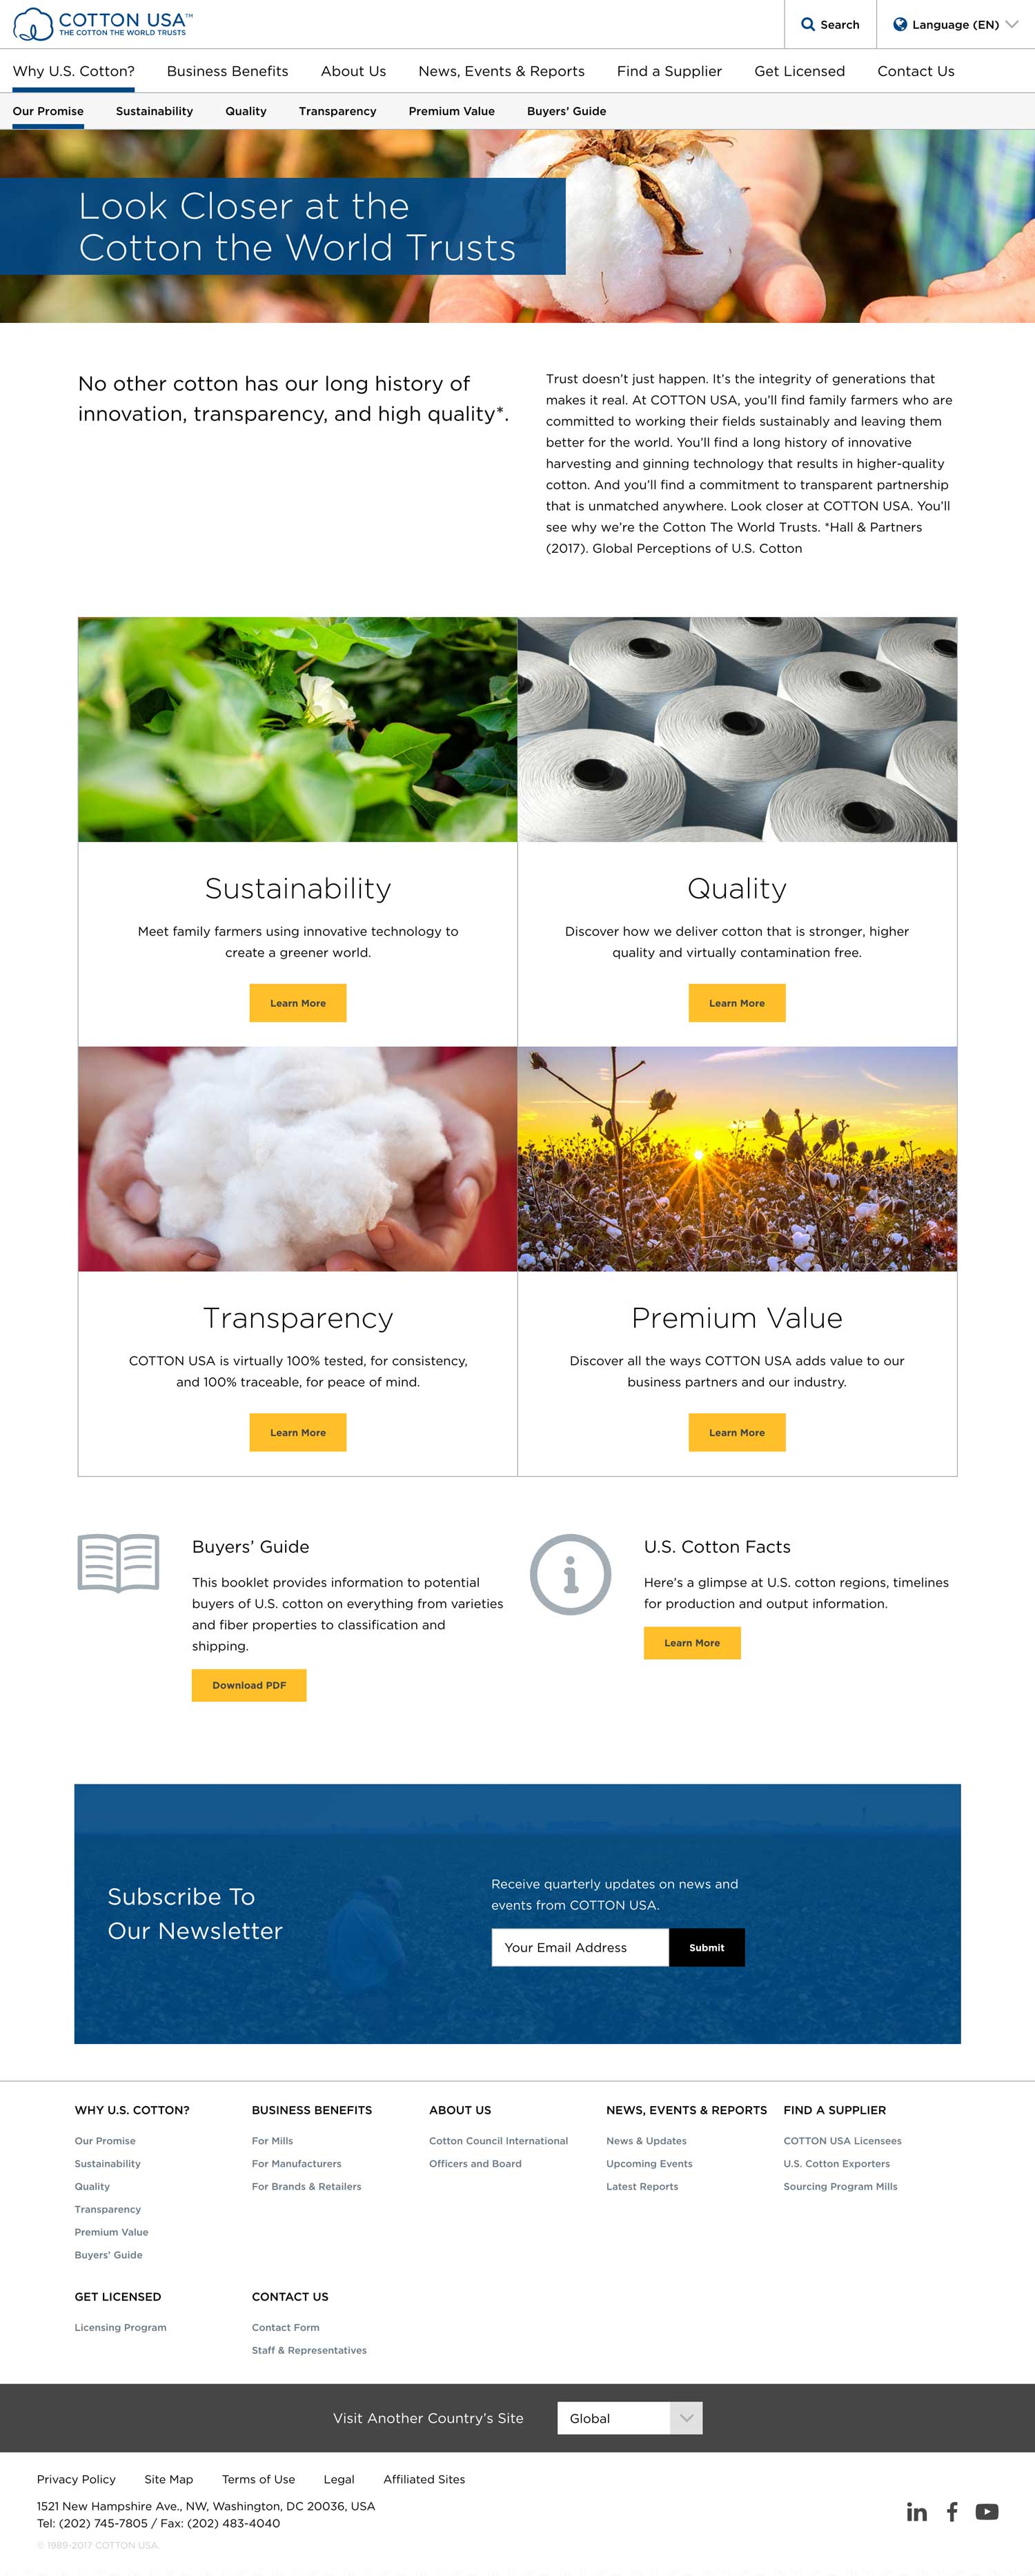 COTTON USA™
THE COTTON THE WORLD TRUSTS
Search
Language (EN)
Why U.S. Cotton?
Business Benefits
About Us
News, Events & Reports
Find a Supplier
Get Licensed
Contact Us
Our Promise
Sustainability
Quality
Transparency
Premium Value
Buyers’ Guide
Look Closer at the
Cotton the World Trusts
No other cotton has our long history of
innovation, transparency, and high quality*.
Trust doesn’t just happen. It’s the integrity of generations that
makes it real. At COTTON USA, you’ll find family farmers who are
committed to working their fields sustainably and leaving them
better for the world. You’ll find a long history of innovative
harvesting and ginning technology that results in higher-quality
cotton. And you’ll find a commitment to transparent partnership
that is unmatched anywhere. Look closer at COTTON USA. You’ll
see why we’re the Cotton The World Trusts. *Hall & Partners
(2017). Global Perceptions of U.S. Cotton
Sustainability
Meet family farmers using innovative technology to
create a greener world.
Learn More
Quality
Discover how we deliver cotton that is stronger, higher
quality and virtually contamination free.
Learn More
Transparency
COTTON USA is virtually 100% tested, for consistency,
and 100% traceable, for peace of mind.
Learn More
Premium Value
Discover all the ways COTTON USA adds value to our
business partners and our industry.
Learn More
Buyers’ Guide
This booklet provides information to potential
buyers of U.S. cotton on everything from varieties
and fiber properties to classification and
shipping.
Download PDF
U.S. Cotton Facts
Here’s a glimpse at U.S. cotton regions, timelines
for production and output information.
Learn More
Subscribe To
Our Newsletter
Receive quarterly updates on news and
events from COTTON USA.
Your Email Address
Submit
WHY U.S. COTTON?
Our Promise
Sustainability
Quality
Transparency
Premium Value
Buyers’ Guide
BUSINESS BENEFITS
For Mills
For Manufacturers
For Brands & Retailers
ABOUT US
Cotton Council International
Officers and Board
NEWS, EVENTS & REPORTS
News & Updates
Upcoming Events
Latest Reports
FIND A SUPPLIER
COTTON USA Licensees
U.S. Cotton Exporters
Sourcing Program Mills
GET LICENSED
Licensing Program
CONTACT US
Contact Form
Staff & Representatives
Visit Another Country’s Site
Global
Privacy Policy
Site Map
Terms of Use
Legal
Affiliated Sites
1521 New Hampshire Ave., NW, Washington, DC 20036, USA
Tel: (202) 745-7805 / Fax: (202) 483-4040
© 1989-2017 COTTON USA.